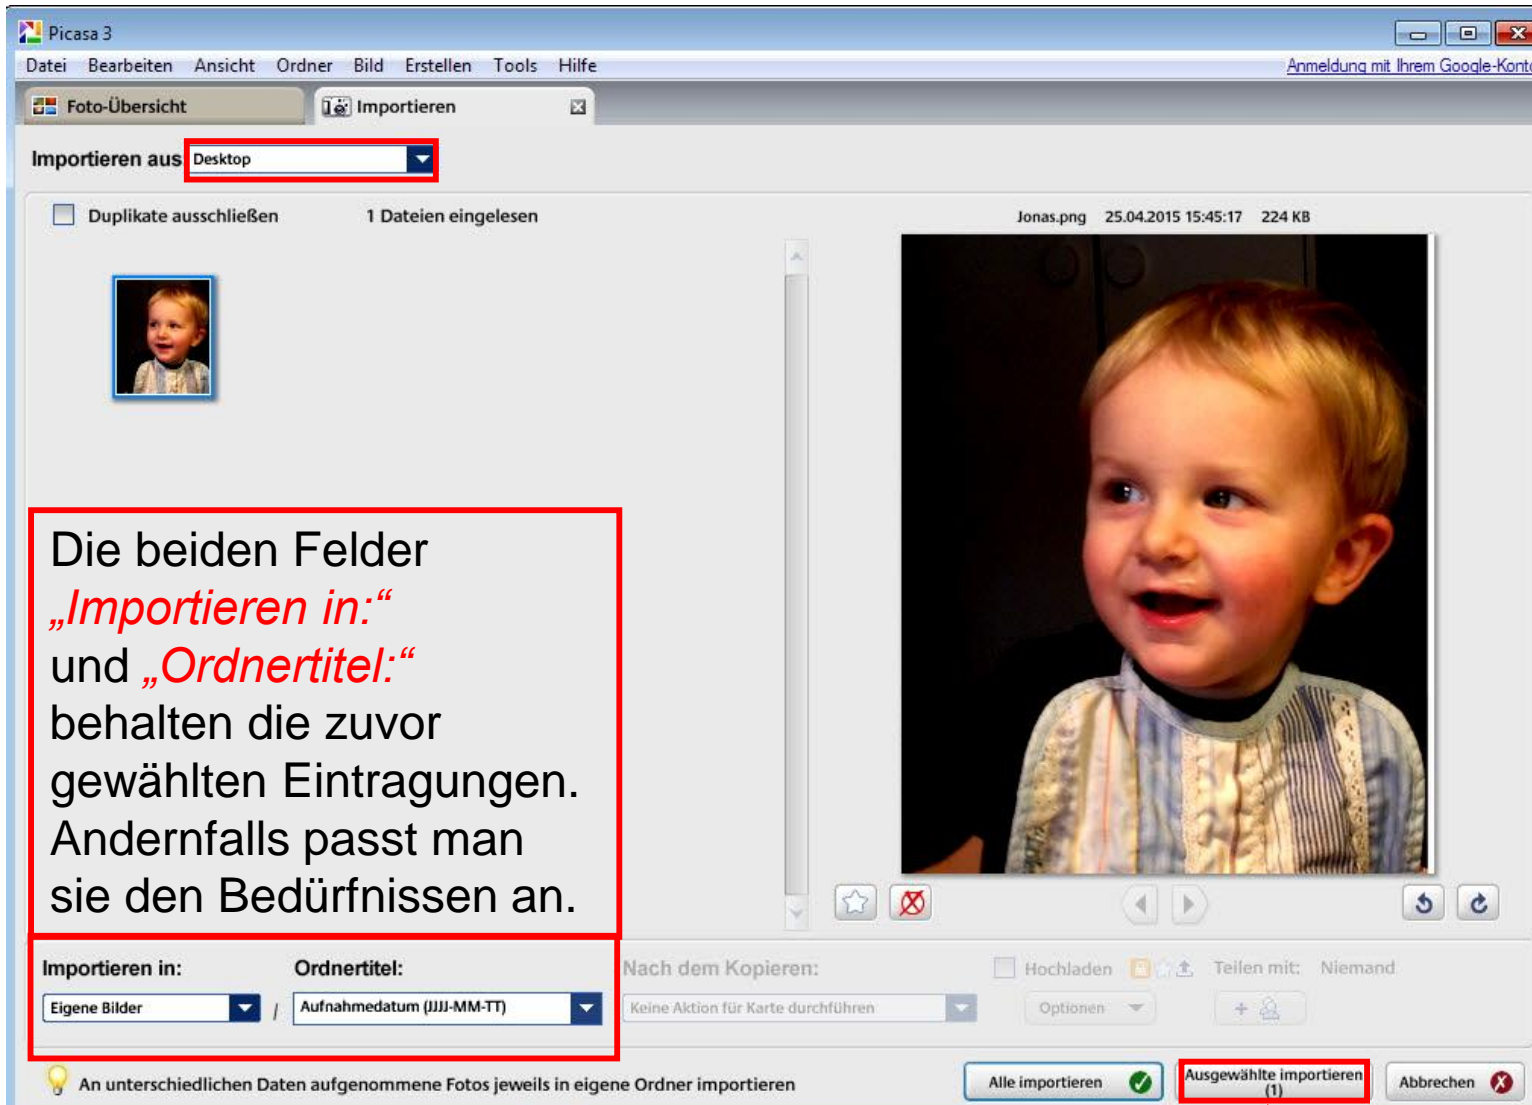 Picasa 3
Datei Bearbeiten Ansicht Ordner Bild Erstellen Tools Hilfe
Anmeldung mit Ihrem Google-Konto
Foto-Übersicht
Importieren
Importieren aus
Desktop
Duplikate ausschließen
1 Dateien eingelesen
Jonas.png 25.04.2015 15:45:17 224 KB
Die beiden Felder
„Importieren in:“
und „Ordnertitel:“
behalten die zuvor
gewählten Eintragungen.
Andernfalls passt man
sie den Bedürfnissen an.
Importieren in:
Ordnertitel:
Nach dem Kopieren:
Hochladen
Teilen mit: Niemand
Eigene Bilder
/
Aufnahmedatum (JJJJ-MM-TT)
Keine Aktion für Karte durchführen
Optionen
+
An unterschiedlichen Daten aufgenommene Fotos jeweils in eigene Ordner importieren
Alle importieren
Ausgewählte importieren
(1)
Abbrechen